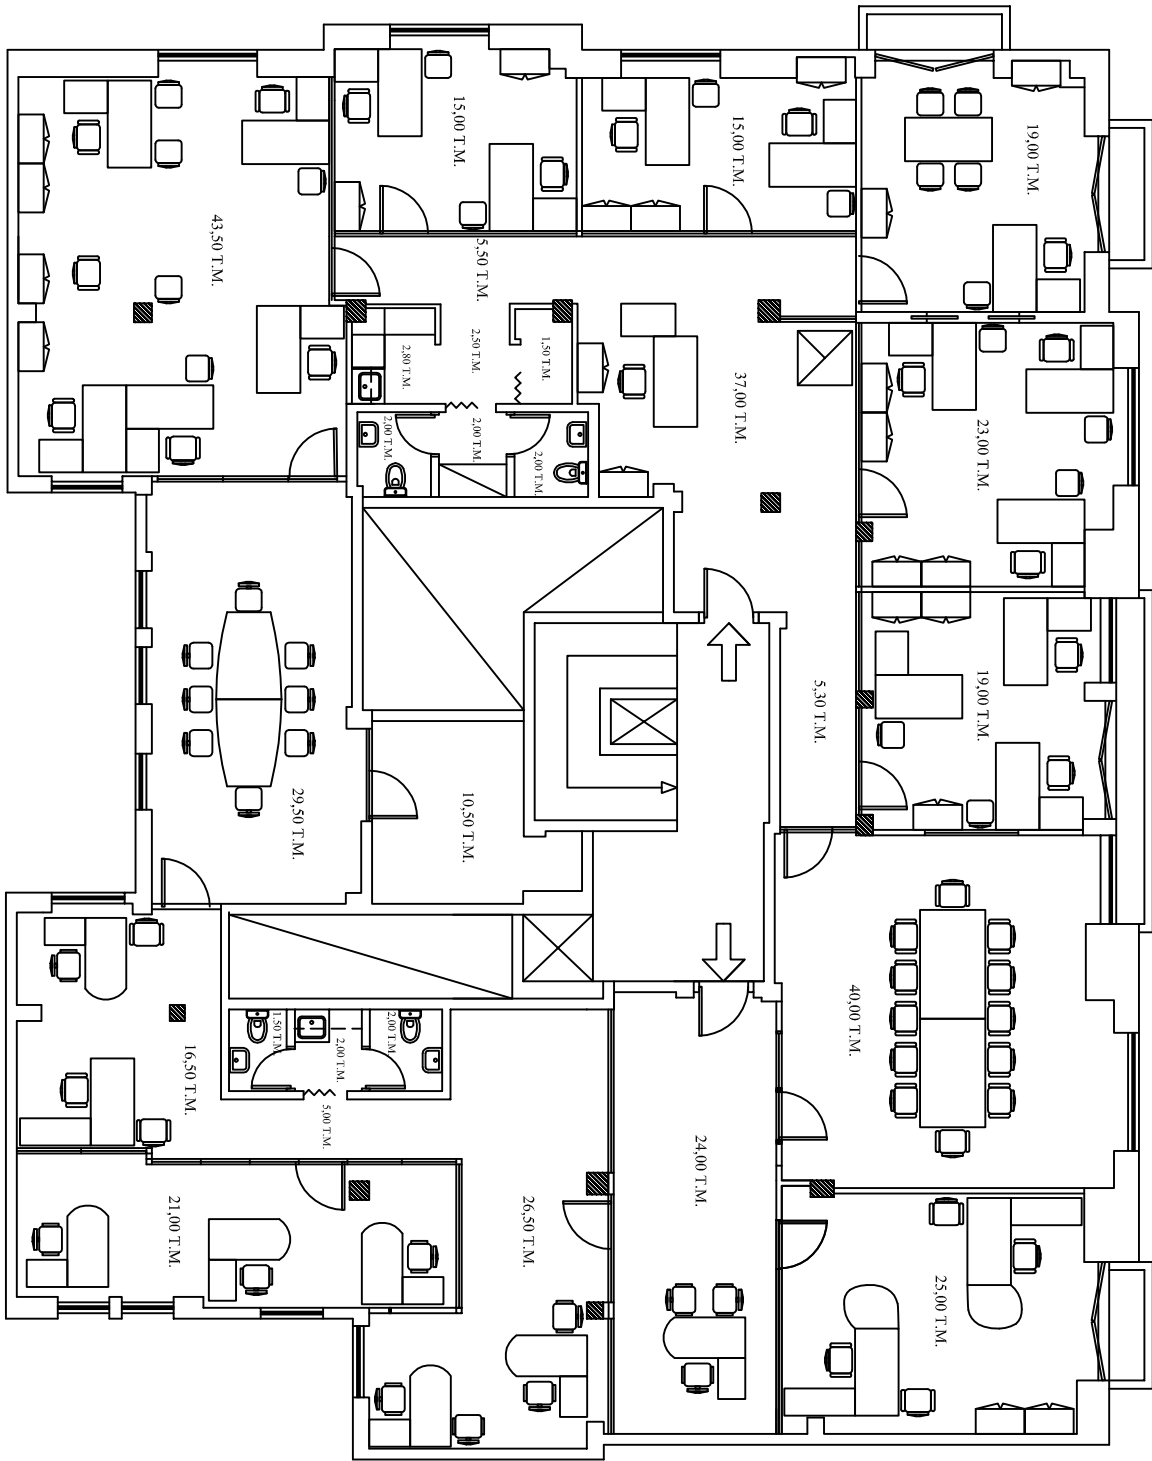 15,00 T.M.
15,00 T.M.
19,00 T.M.
43,50 T.M.
5,50 T.M.
2,80 T.M.
2,50 T.M.
1,50 T.M.
37,00 T.M.
2,00 T.M.
2,00 T.M.
2,00 T.M.
23,00 T.M.
19,00 T.M.
5,30 T.M.
29,50 T.M.
10,50 T.M.
40,00 T.M.
16,50 T.M.
1,50 T.M.
2,00 T.M.
2,00 T.M.
5,00 T.M.
24,00 T.M.
21,00 T.M.
26,50 T.M.
25,00 T.M.